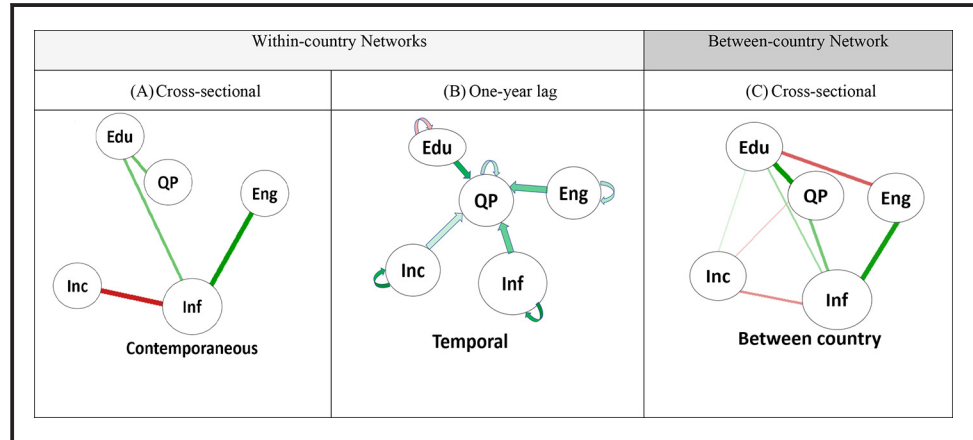 Within-country Networks
Between-country Network
(A) Cross-sectional
(B) One-year lag
(C) Cross-sectional
Edu
QP
Eng
Inc
Inf
Contemporaneous
Edu
QP
Eng
Inc
Inf
Temporal
Edu
QP
Eng
Inc
Inf
Between country